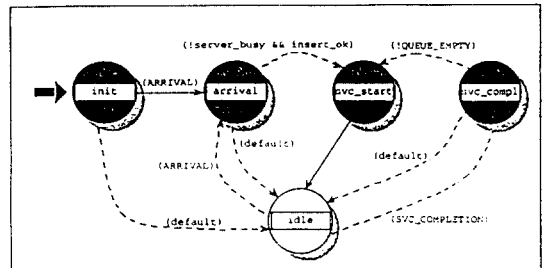 (!server_busy && insert_ok)
(!QUEUE_EMPTY)
(ARRIVAL)
init
arrival
svc_start
svc_compl
(ARRIVAL)
(default)
(default)
(default)
idle
(SVC_COMPLETION)